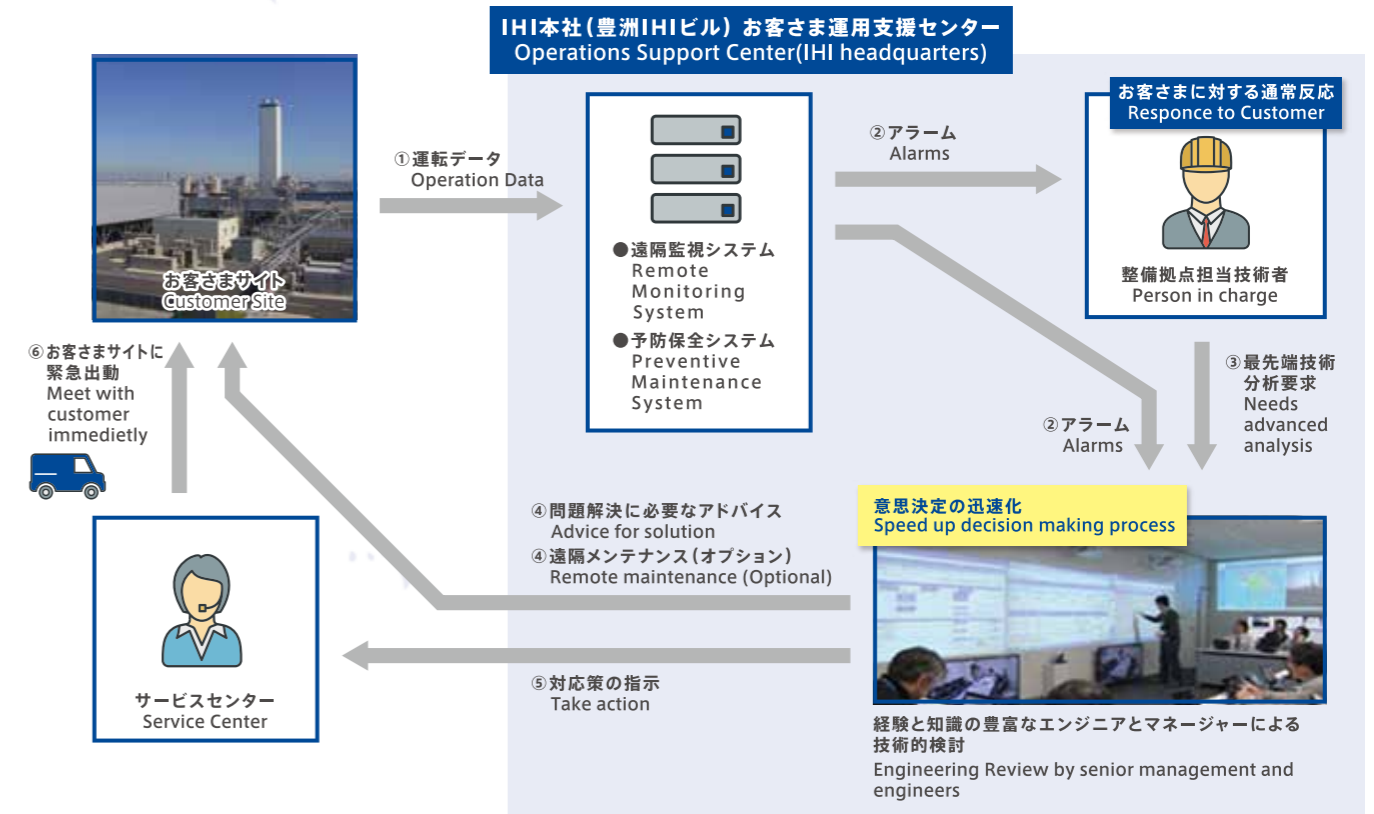 IHI本社（豊洲IHIビル）お客さま運用支援センター
Operations Support Center(IHI headquarters)
お客さまサイト
Customer Site
①運転データ
Operation Data
●遠隔監視システム
Remote
Monitoring
System
●予防保全システム
Preventive
Maintenance
System
②アラーム
Alarms
お客さまに対する通常反応
Responce to Customer
整備拠点担当技術者
Person in charge
②アラーム
Alarms
③最先端技術
分析要求
Needs
advanced
analysis
意思決定の迅速化
Speed up decision making process
経験と知識の豊富なエンジニアとマネージャーによる
技術的検討
Engineering Review by senior management and
engineers
④問題解決に必要なアドバイス
Advice for solution
④遠隔メンテナンス（オプション）
Remote maintenance (Optional)
⑤対応策の指示
Take action
⑥お客さまサイトに
緊急出動
Meet with
customer
immedietly
サービスセンター
Service Center